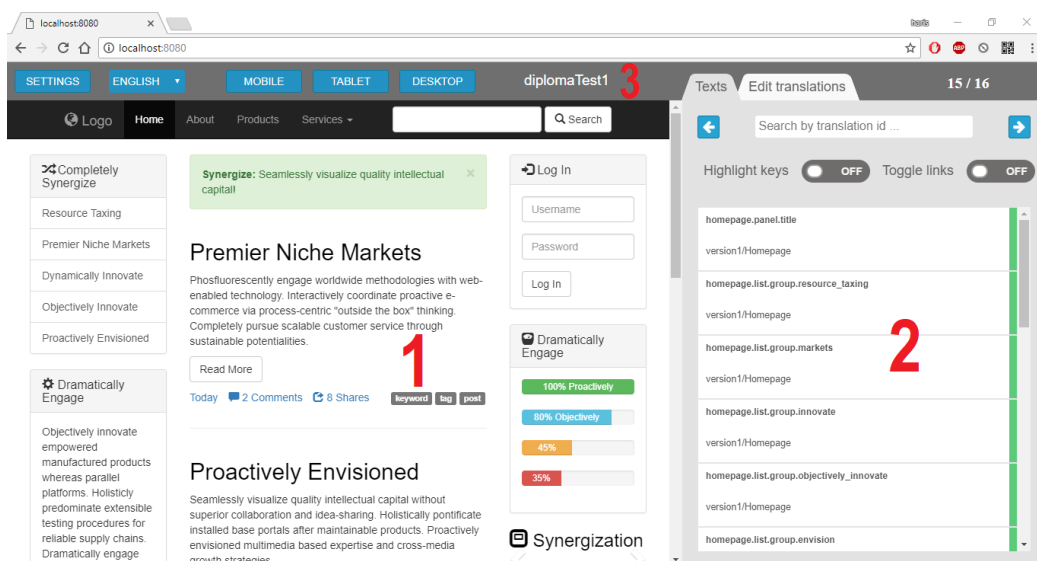 localhost:8080
haris
localhost:8080
ABP
SETTINGS ENGLISH MOBILE TABLET DESKTOP diplomaTest1 3
Texts Edit translations 15 / 16
Logo Home About Products Services Search
Search by translation id ...
Highlight keys OFF Toggle links OFF
Completely
Synergize
Resource Taxing
Premier Niche Markets
Dynamically Innovate
Objectively Innovate
Proactively Envisioned
Dramatically
Engage
Objectively innovate
empowered
manufactured products
whereas parallel
platforms. Holisticly
predominate extensible
testing procedures for
reliable supply chains.
Dramatically engage
Synergize: Seamlessly visualize quality intellectual
capital!
Premier Niche Markets
Phosfluorescently engage worldwide methodologies with web-
enabled technology. Interactively coordinate proactive e-
commerce via process-centric "outside the box" thinking.
Completely pursue scalable customer service through
sustainable potentialities.
1
Read More
Today 2 Comments 8 Shares keyword tag post
Proactively Envisioned
Seamlessly visualize quality intellectual capital without
superior collaboration and idea-sharing. Holistically pontificate
installed base portals after maintainable products. Proactively
envisioned multimedia based expertise and cross-media
growth strategies.
Log In
Username
Password
Log In
Dramatically
Engage
100% Proactively
80% Objectively
45%
35%
Synergization
homepage.panel.title
version1/Homepage
homepage.list.group.resource_taxing
version1/Homepage
homepage.list.group.markets
version1/Homepage
2
homepage.list.group.innovate
version1/Homepage
homepage.list.group.objectively_innovate
version1/Homepage
homepage.list.group.envision